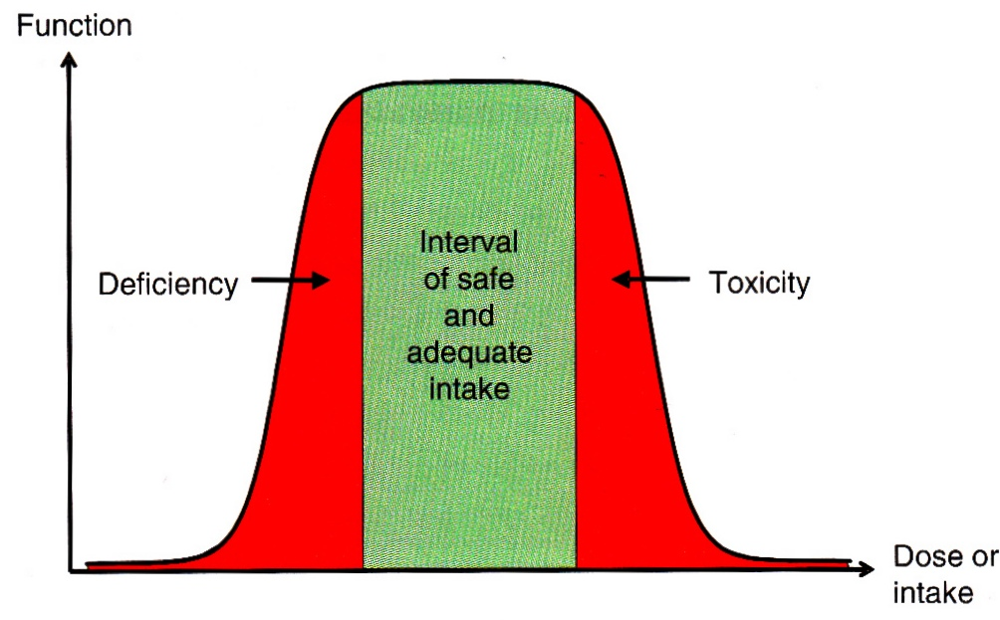 Function
Interval
of safe
and
adequate
intake
Deficiency
Toxicity
Dose or
intake